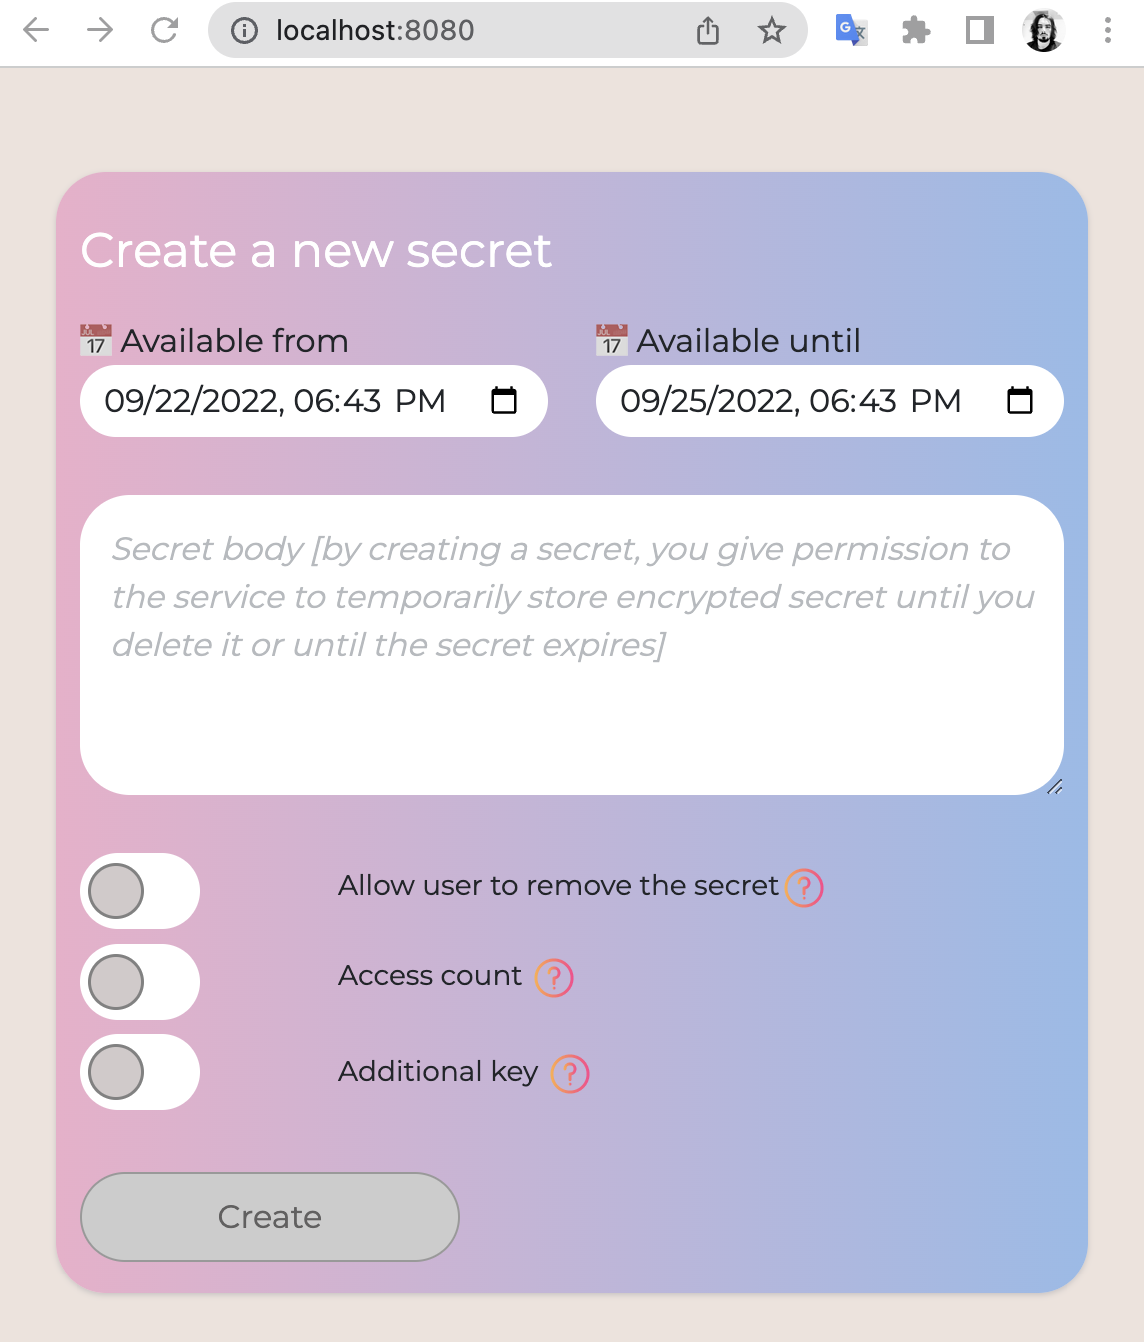 localhost:8080
Create a new secret
JUL 17 Available from
JUL 17 Available until
09/22/2022, 06:43 PM
09/25/2022, 06:43 PM
Secret body [by creating a secret, you give permission to
the service to temporarily store encrypted secret until you
delete it or until the secret expires]
Allow user to remove the secret ?
Access count ?
Additional key ?
Create